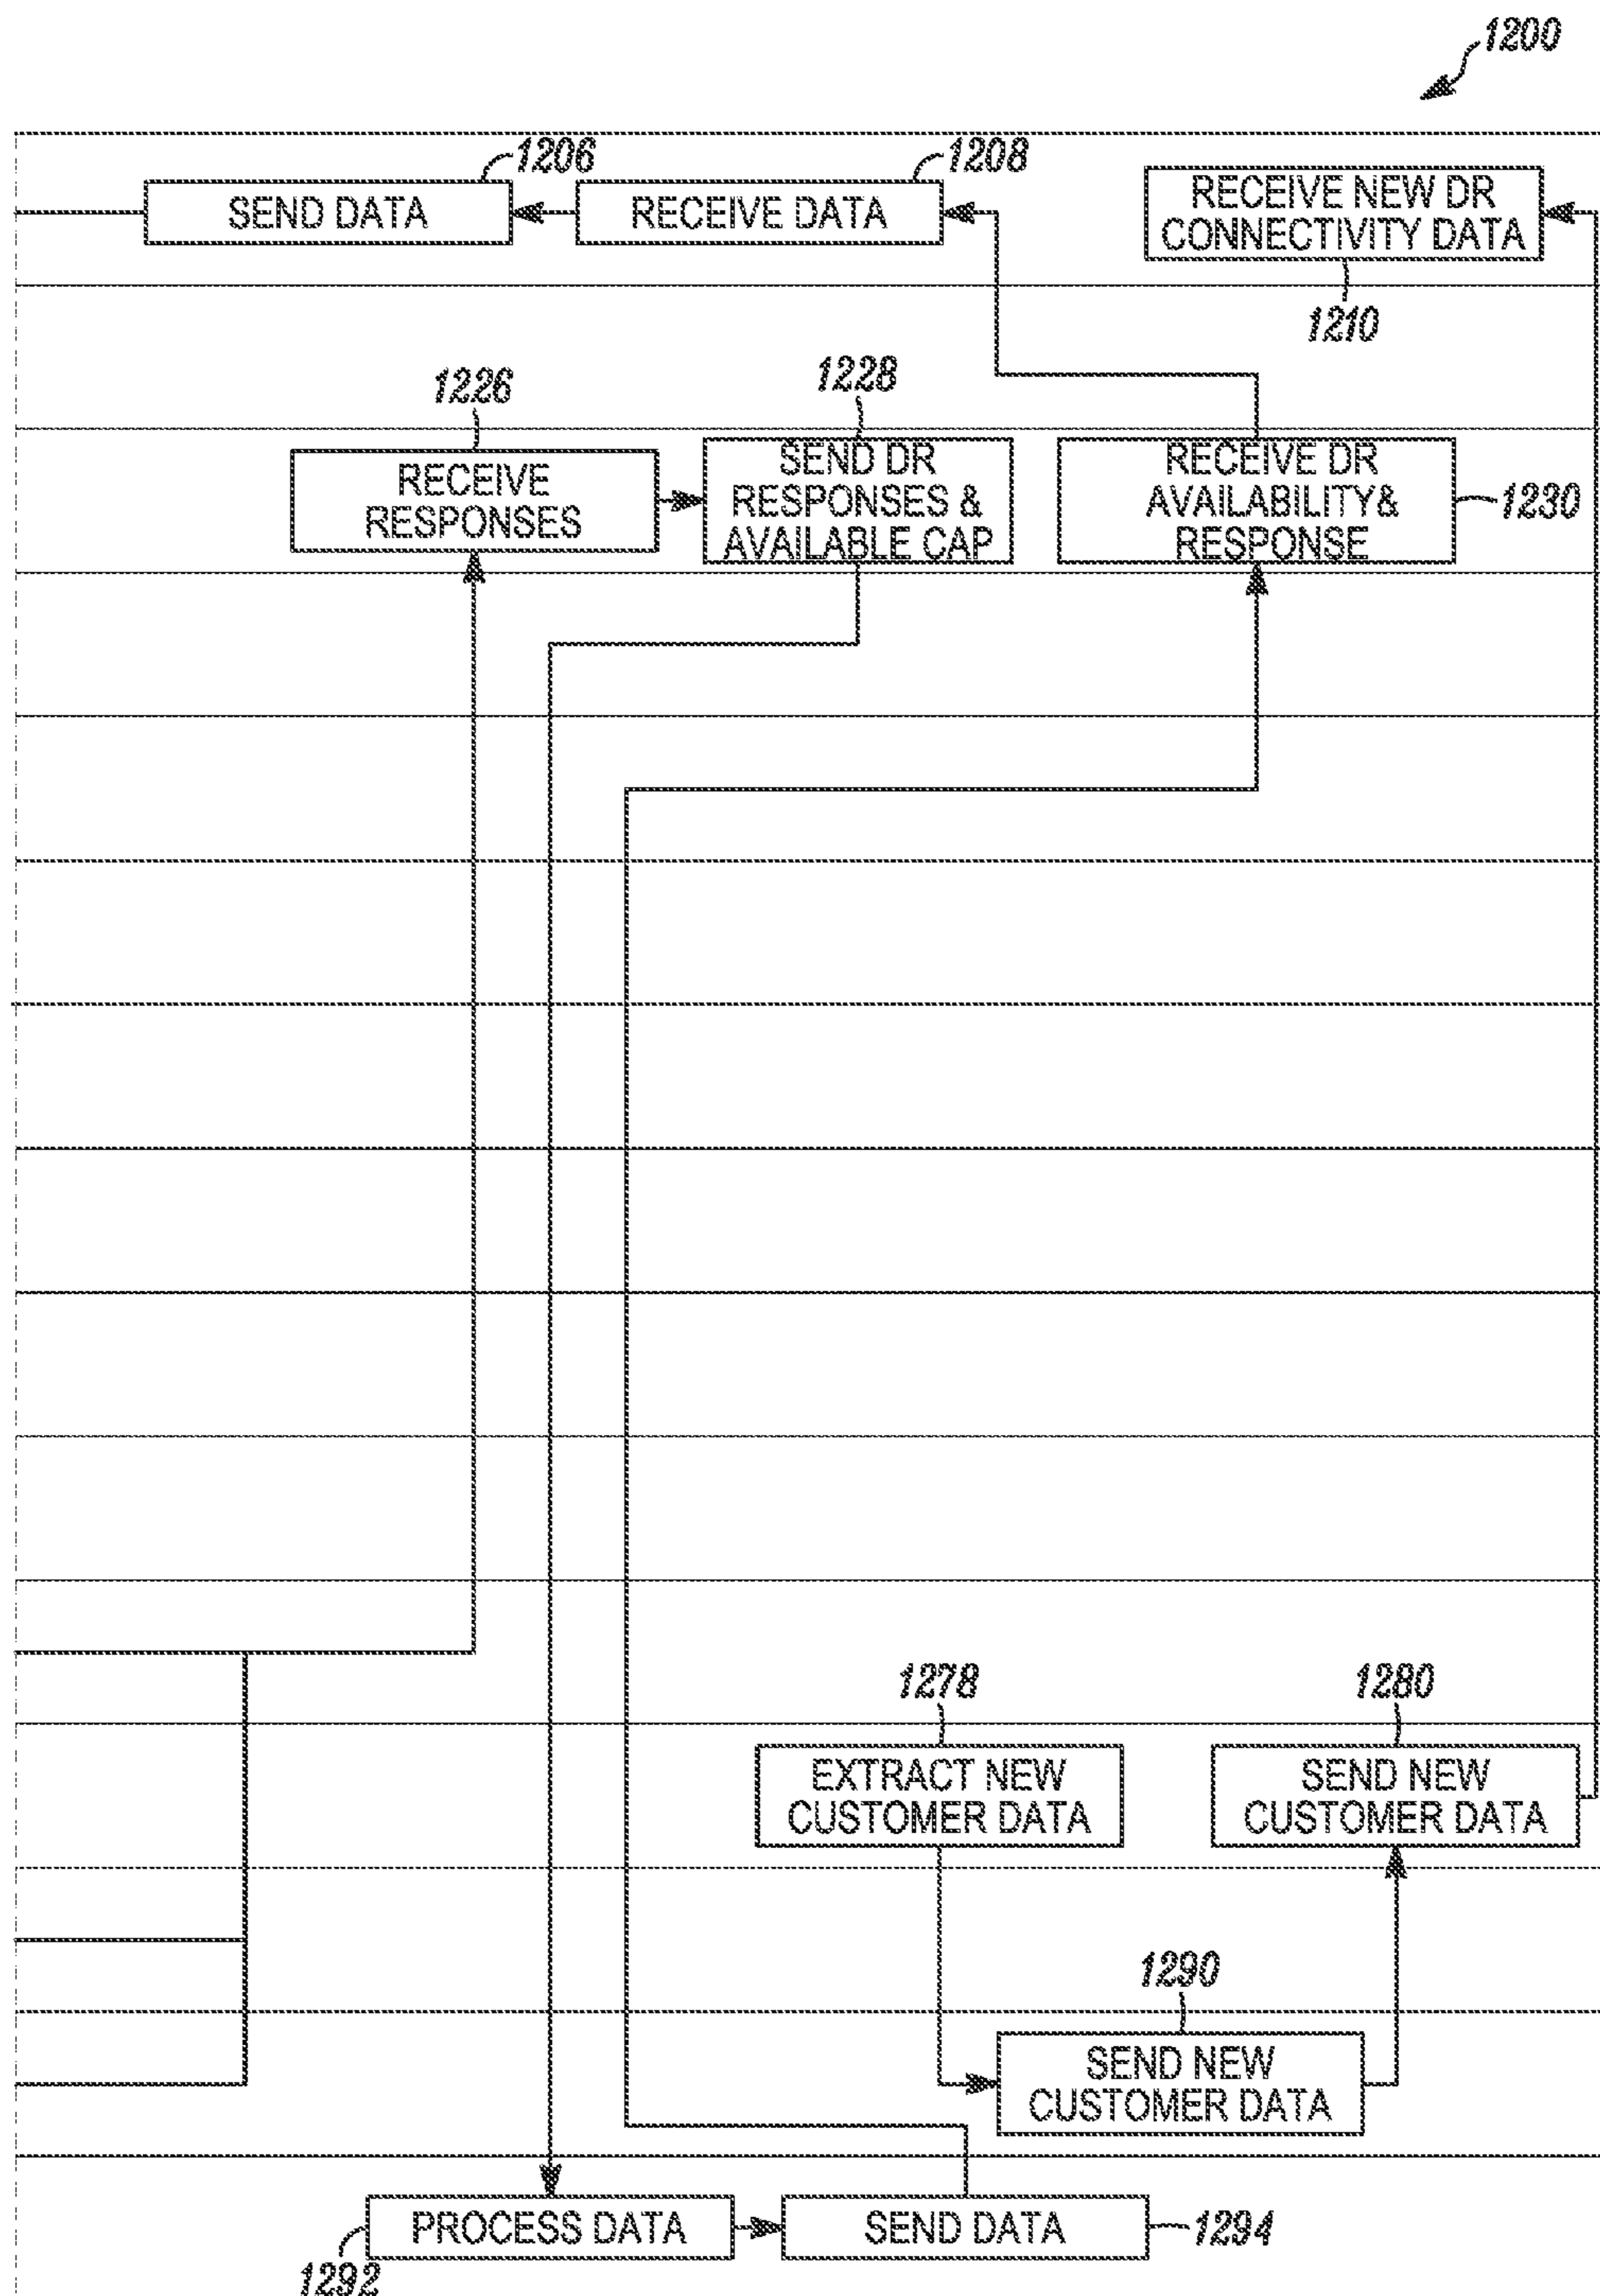 1200
1206
1208
SEND DATA
RECEIVE DATA
RECEIVE NEW DR
CONNECTIVITY DATA
1210
1226
1228
RECEIVE
RESPONSES
SEND DR
RESPONSES &
AVAILABLE CAP
RECEIVE DR
AVAILABILITY&
RESPONSE
1230
1278
1280
EXTRACT NEW
CUSTOMER DATA
SEND NEW
CUSTOMER DATA
1290
SEND NEW
CUSTOMER DATA
PROCESS DATA
SEND DATA
1294
1292